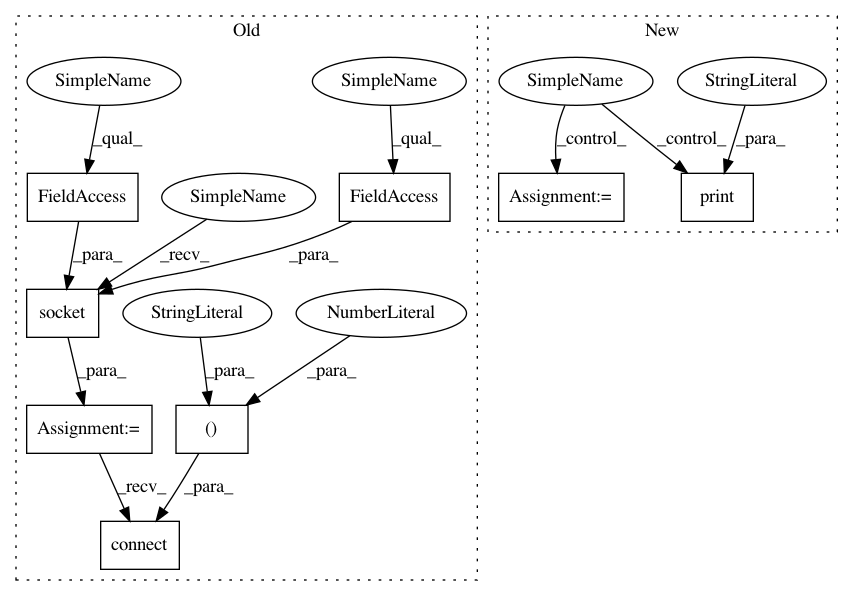 Old
New
SimpleName
SimpleName
SimpleName
StringLiteral
_qual_
_qual_
_control_
_control_
_para_
FieldAccess
SimpleName
FieldAccess
Assignment:=
print
_para_
_recv_
_para_
socket
StringLiteral
NumberLiteral
_para_
_para_
_para_
Assignment:=
()
_recv_
_para_
connect